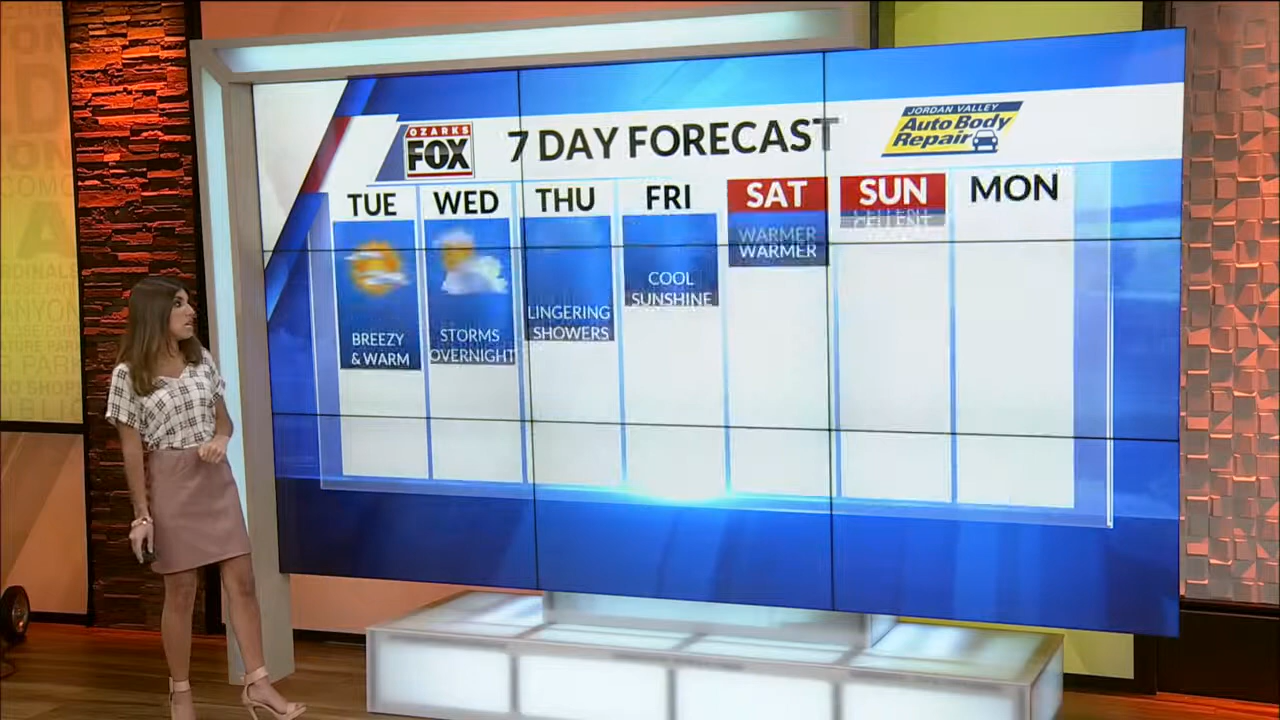 OZARKS
FOX
7 DAY FORECAST
JORDAN VALLEY
Auto Body
Repair
TUE
WED
THU
FRI
SAT
SUN
MON
BREEZY
& WARM
STORMS
OVERNIGHT
LINGERING
SHOWERS
COOL
SUNSHINE
WARMER
WARMER